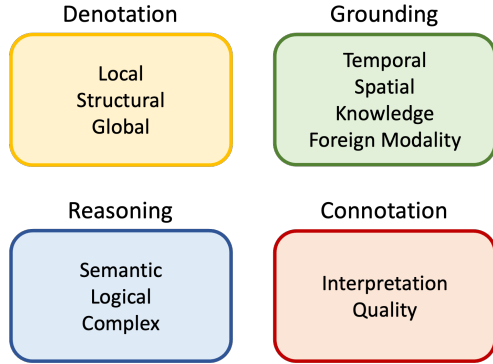 Denotation
Local
Structural
Global
Grounding
Temporal
Spatial
Knowledge
Foreign Modality
Reasoning
Semantic
Logical
Complex
Connotation
Interpretation
Quality